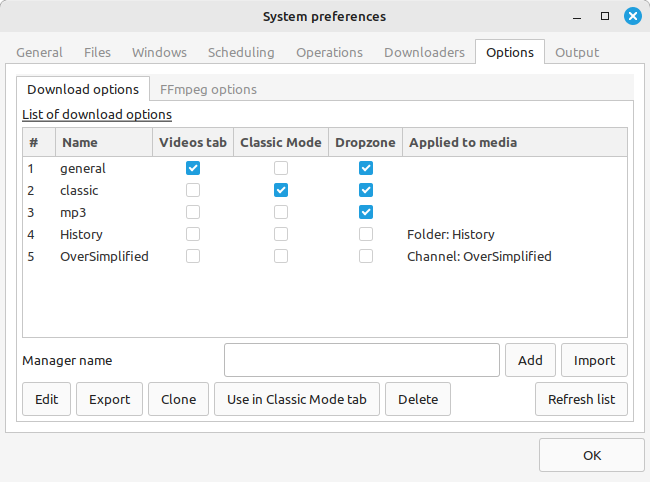 System preferences
General Files Windows Scheduling Operations Downloaders Options Output
Download options FFmpeg options
List of download options
# Name Videos tab Classic Mode Dropzone Applied to media
1 general
2 classic
3 mp3
4 History Folder: History
5 OverSimplified Channel: OverSimplified
Manager name Add Import
Edit Export Clone Use in Classic Mode tab Delete Refresh list
OK